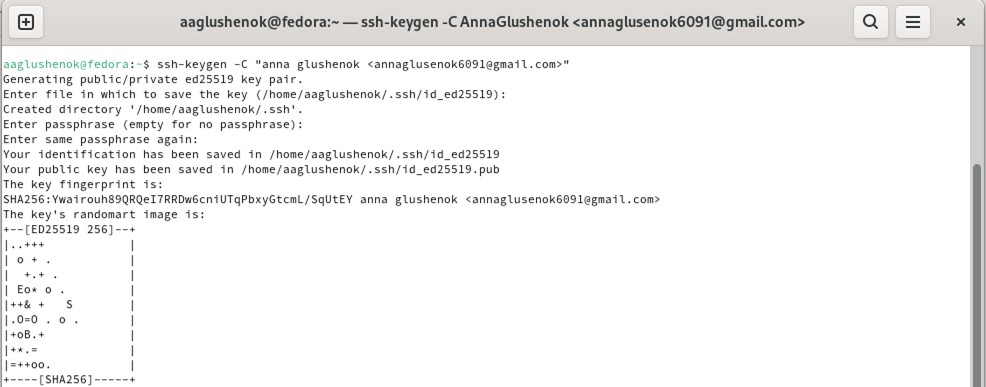 aaglushenok@fedora:~ — ssh-keygen -C AnnaGlushenok <annaglusenok6091@gmail.com>
aaglushenok@fedora:~$ ssh-keygen -C "anna glushenok <annaglusenok6091@gmail.com>"
Generating public/private ed25519 key pair.
Enter file in which to save the key (/home/aaglushenok/.ssh/id_ed25519):
Created directory '/home/aaglushenok/.ssh'.
Enter passphrase (empty for no passphrase):
Enter same passphrase again:
Your identification has been saved in /home/aaglushenok/.ssh/id_ed25519
Your public key has been saved in /home/aaglushenok/.ssh/id_ed25519.pub
The key fingerprint is:
SHA256:Ywairouh89QRQeI7RRDw6cniUTqPbxyGtcmL/SqUtEY anna glushenok <annaglusenok6091@gmail.com>
The key's randomart image is:
+--[ED25519 256]--+
|..+++            |
| o + .           |
|  +.+ .          |
| Eo* o .         |
|++& +   S        |
|.O=O . o .       |
|+oB.+            |
|+*.=             |
|=++oo.           |
+----[SHA256]-----+